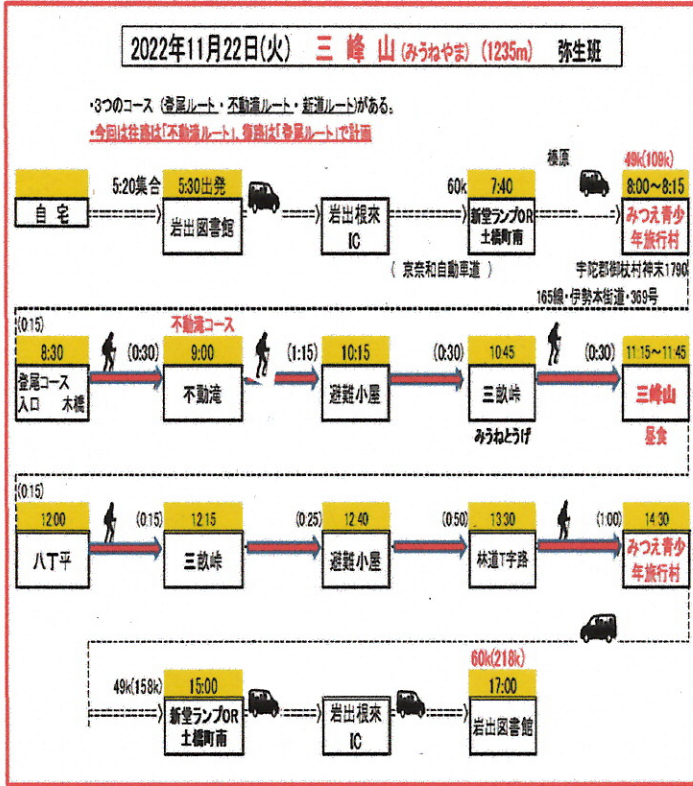 2022年11月22日(火) 三 峰 山 (みうねやま) (1235m) 弥生班
・3つのコース (登尾ルート・不動滝ルート・新道ルート)がある。
・今回は往路は「不動滝ルート」、復路は「登尾ルート」で計画
榛原 49k(109k)
5:20集合 5:30出発 60k 7:40 8:00～8:15
自 宅 岩出図書館 岩出根來 IC 新堂ランプOR 土橋町南 みつえ青少年旅行村
( 京奈和自動車道 ) 宇陀郡御杖村神末1790
165線・伊勢本街道・369号
(0:15) 不動滝コース
8:30 (0:30) 9:00 (1:15) 10:15 (0:30) 10:45 (0:30) 11:15～11:45
登尾コース 入口 木橋 不動滝 避難小屋 三畝峠 三峰山
みうねとうげ 昼食
(0:15)
12:00 (0:15) 12:15 (0:25) 12:40 (0:50) 13:30 (1:00) 14:30
八丁平 三畝峠 避難小屋 林道T字路 みつえ青少年旅行村
60k(218k)
49k(158k) 15:00 17:00
新堂ランプOR 土橋町南 岩出根來 IC 岩出図書館